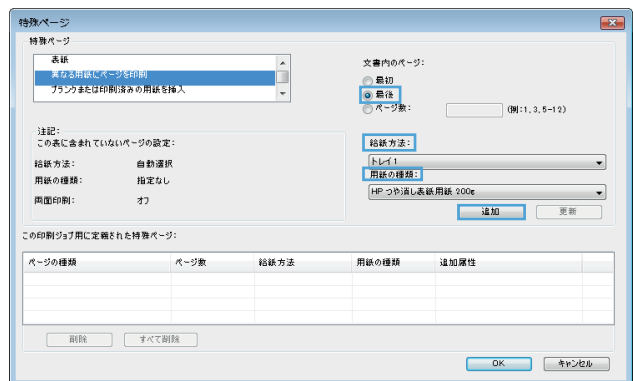 特殊ページ
特殊ページ
表紙
異なる用紙にページを印刷
ブランクまたは印刷済みの用紙を挿入
文書内のページ:
最初
最後
ページ数:
(例:1,3,5-12)
注記:
この表に含まれていないページの設定:
給紙方法: 自動選択
用紙の種類: 指定なし
両面印刷: オフ
給紙方法:
トレイ1
用紙の種類:
HP つや消し表紙用紙 200g
追加 更新
この印刷ジョブ用に定義された特殊ページ:
ページの種類 ページ数 給紙方法 用紙の種類 追加属性
削除 すべて削除
OK キャンセル